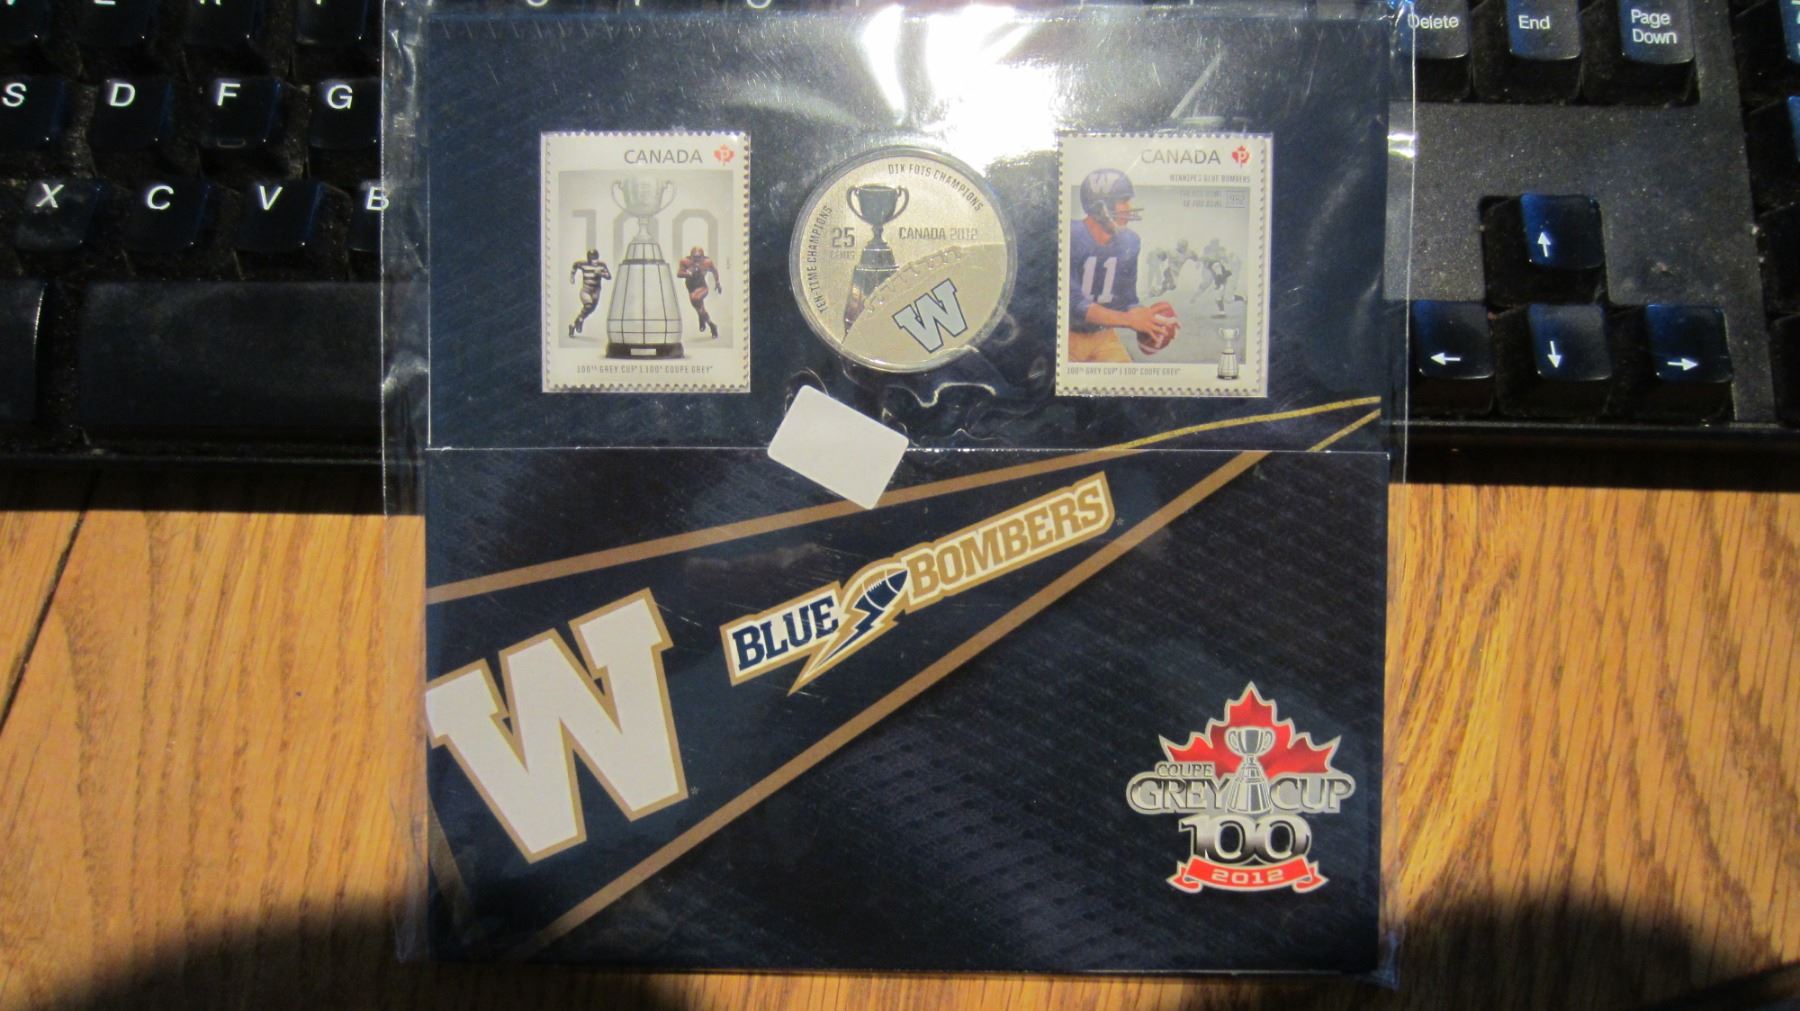 Delete
End
Page
Down
S
D
F
G
X
C
V
B
CANADA P
100
100TH GREY CUP | 100E COUPE GREY
DIX FOIS CHAMPIONS
TEN-TIME CHAMPIONS
25
CENTS
CANADA 2012
W
CANADA P
WINNIPEG BLUE BOMBERS
W
11
100TH GREY CUP | 100E COUPE GREY
BLUE BOMBERS
W
COUPE
GREY CUP
100
2012